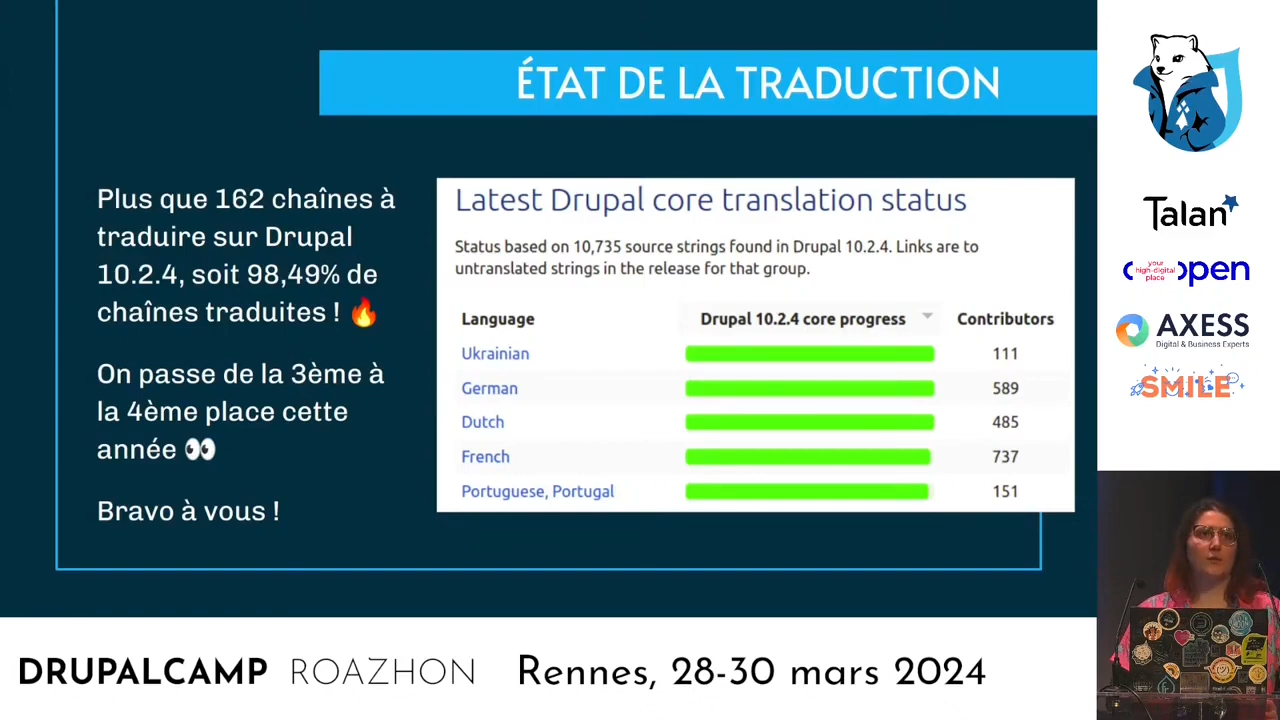 ÉTAT DE LA TRADUCTION
Plus que 162 chaînes à
traduire sur Drupal
10.2.4, soit 98,49% de
chaînes traduites ! 🔥
On passe de la 3ème à
la 4ème place cette
année 👀
Bravo à vous !
Latest Drupal core translation status
Status based on 10,735 source strings found in Drupal 10.2.4. Links are to
untranslated strings in the release for that group.
Language Drupal 10.2.4 core progress Contributors
Ukrainian 111
German 589
Dutch 485
French 737
Portuguese, Portugal 151
Talan
your
high-digital
place
open
AXESS
Digital & Business Experts
SMILE
DRUPALCAMP ROAZHON Rennes, 28-30 mars 2024